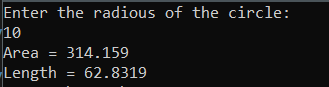 Enter the radious of the circle:
10
Area = 314.159
Length = 62.8319